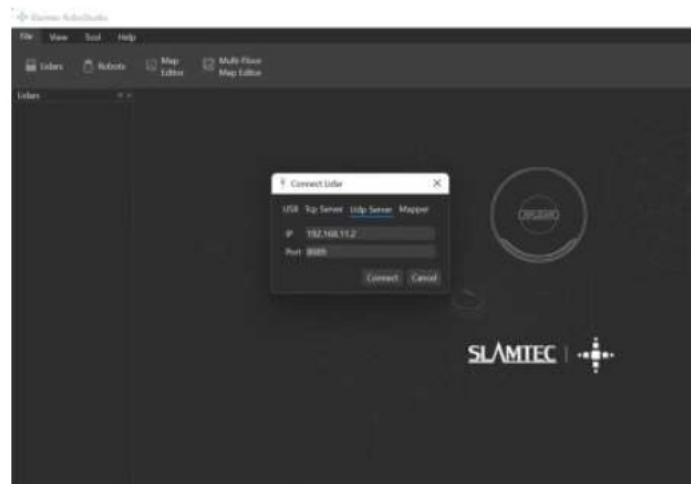 Slamtec RoboStudio
File View Tool Help
Lidars Robots Map Editor Multi-Floor Map Editor
Lidars
Connect Lidar
USB Tcp Server Udp Server Mapper
IP 192.168.11.2
Port 8089
Connect Cancel
RPLIDAR
SLAMTEC